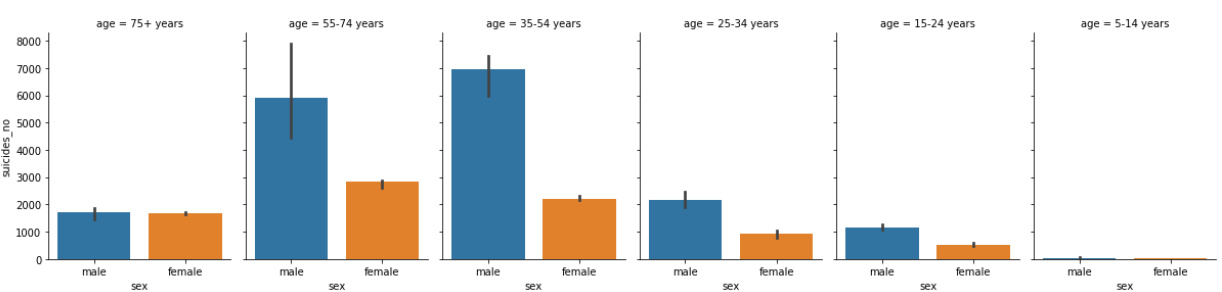 age = 75+ years
age = 55-74 years
age = 35-54 years
age = 25-34 years
age = 15-24 years
age = 5-14 years
suicides_no
8000
7000
6000
5000
4000
3000
2000
1000
0
male female
male female
male female
male female
male female
male female
sex
sex
sex
sex
sex
sex